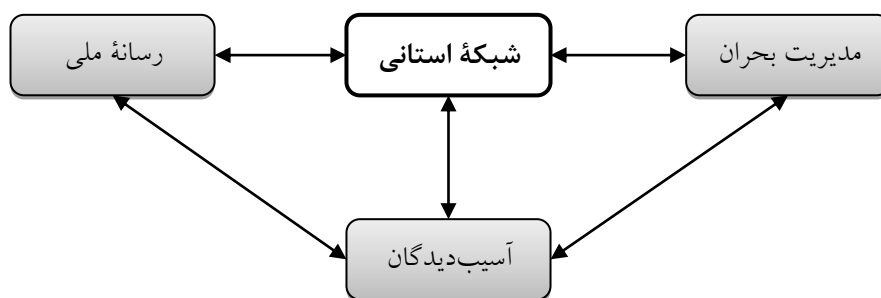 مدیریت بحران
شبکهٔ استانی
رسانهٔ ملی
آسیب‌دیدگان